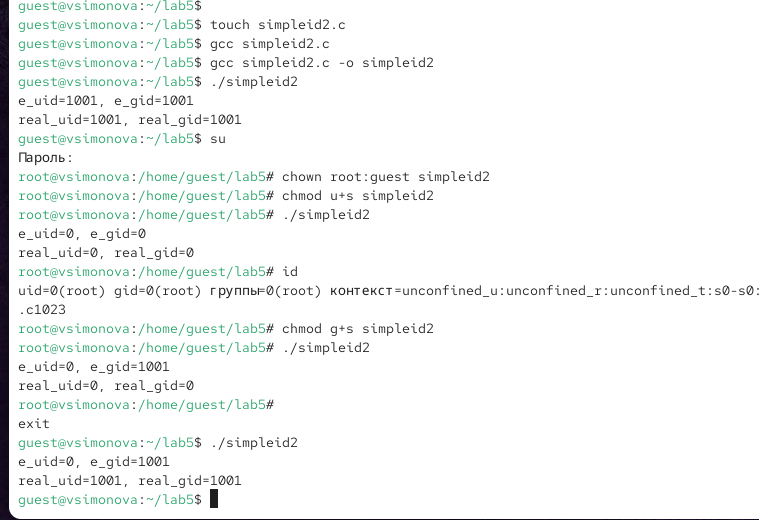 guest@vsimonova:~/lab5$
guest@vsimonova:~/lab5$ touch simpleid2.c
guest@vsimonova:~/lab5$ gcc simpleid2.c
guest@vsimonova:~/lab5$ gcc simpleid2.c -o simpleid2
guest@vsimonova:~/lab5$ ./simpleid2
e_uid=1001, e_gid=1001
real_uid=1001, real_gid=1001
guest@vsimonova:~/lab5$ su
Пароль:
root@vsimonova:/home/guest/lab5# chown root:guest simpleid2
root@vsimonova:/home/guest/lab5# chmod u+s simpleid2
root@vsimonova:/home/guest/lab5# ./simpleid2
e_uid=0, e_gid=0
real_uid=0, real_gid=0
root@vsimonova:/home/guest/lab5# id
uid=0(root) gid=0(root) группы=0(root) контекст=unconfined_u:unconfined_r:unconfined_t:s0-s0:
.c1023
root@vsimonova:/home/guest/lab5# chmod g+s simpleid2
root@vsimonova:/home/guest/lab5# ./simpleid2
e_uid=0, e_gid=1001
real_uid=0, real_gid=0
root@vsimonova:/home/guest/lab5#
exit
guest@vsimonova:~/lab5$ ./simpleid2
e_uid=0, e_gid=1001
real_uid=1001, real_gid=1001
guest@vsimonova:~/lab5$